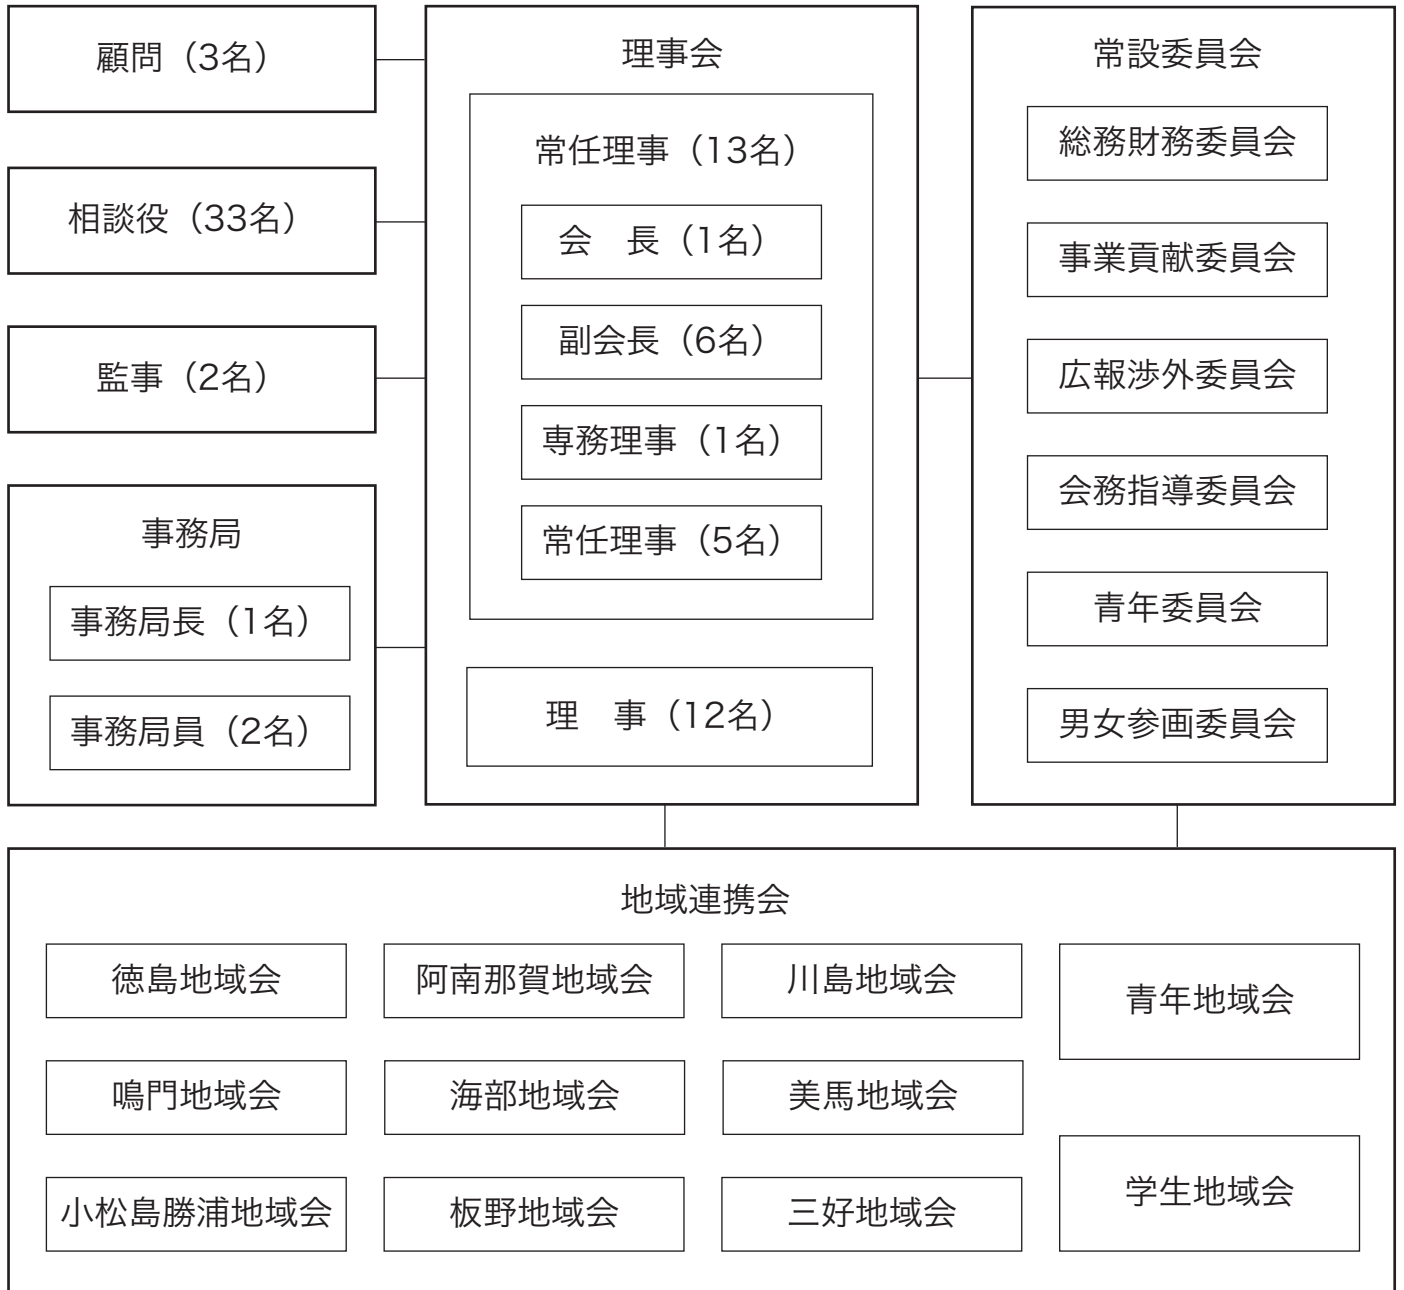 顧問（3名）
相談役（33名）
監事（2名）
事務局
事務局長（1名）
事務局員（2名）
理事会
常任理事（13名）
会　長（1名）
副会長（6名）
専務理事（1名）
常任理事（5名）
理　事（12名）
常設委員会
総務財務委員会
事業貢献委員会
広報渉外委員会
会務指導委員会
青年委員会
男女参画委員会
地域連携会
徳島地域会
阿南那賀地域会
川島地域会
青年地域会
鳴門地域会
海部地域会
美馬地域会
小松島勝浦地域会
板野地域会
三好地域会
学生地域会